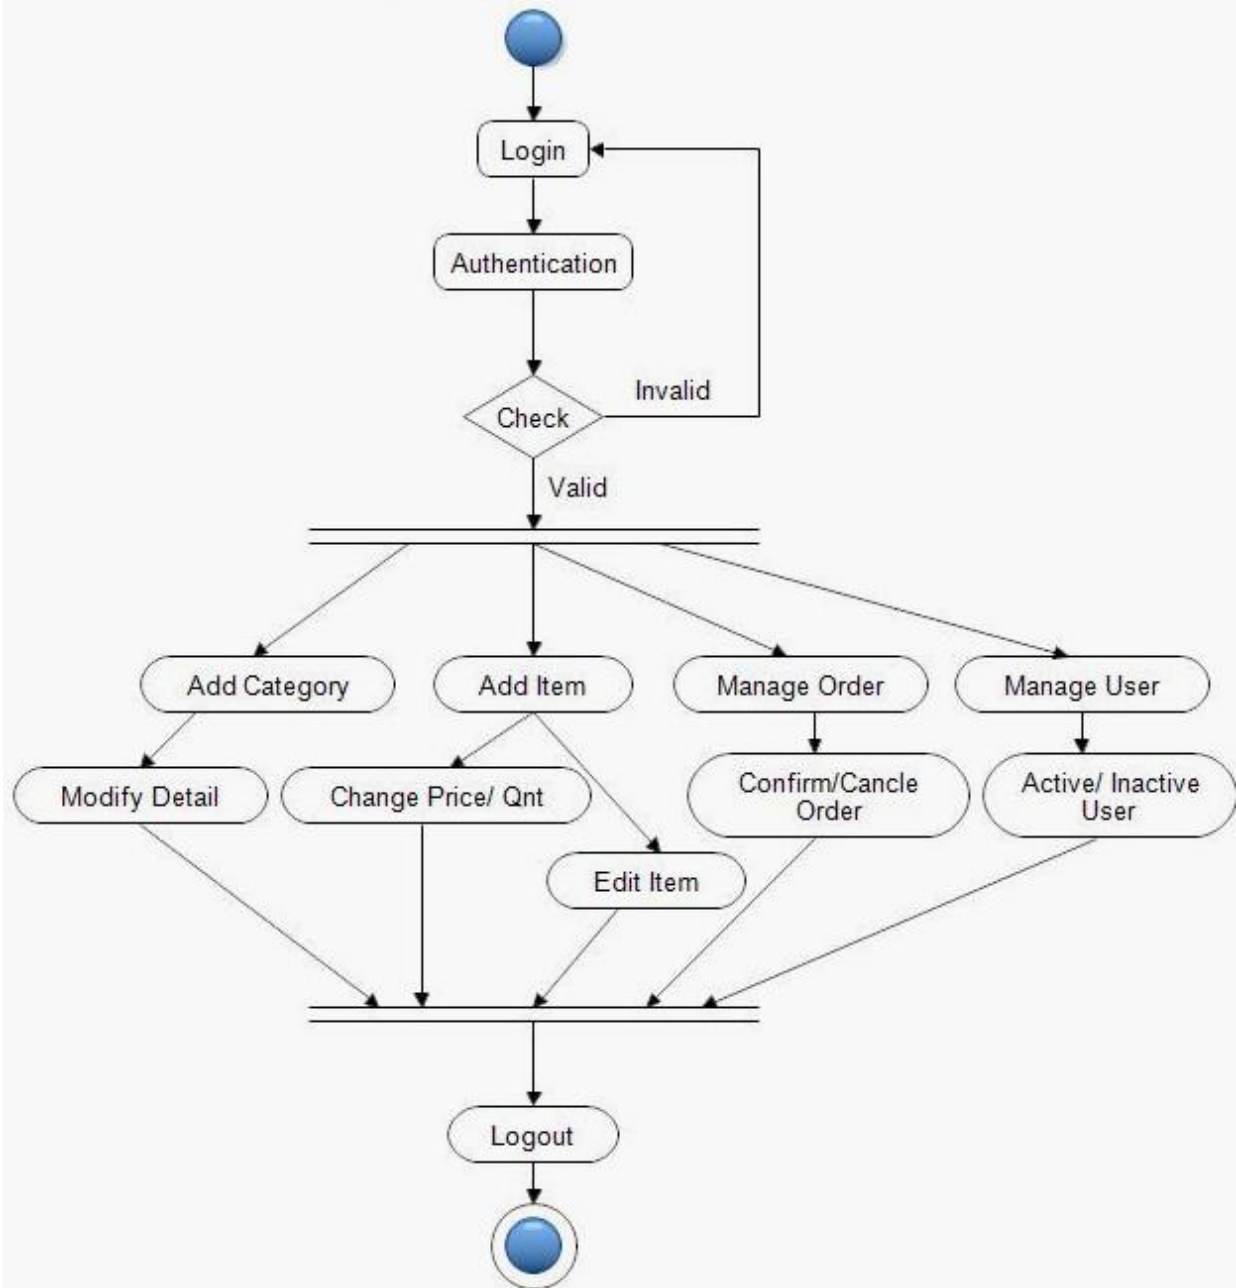 Login
Authentication
Invalid
Check
Valid
Add Category
Add Item
Manage Order
Manage User
Modify Detail
Change Price/ Qnt
Confirm/Cancle
Order
Active/ Inactive
User
Edit Item
Logout